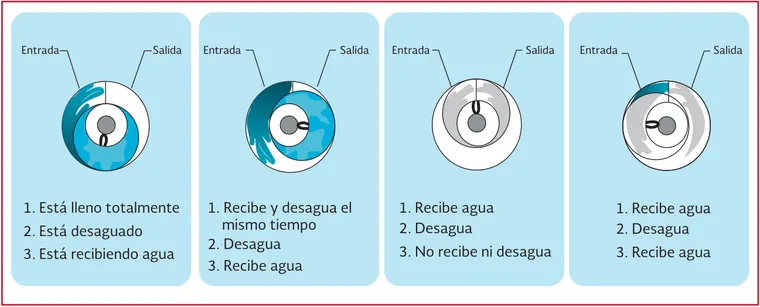 Entrada Salida
1. Está lleno totalmente
2. Está desaguado
3. Está recibiendo agua
Entrada Salida
1. Recibe y desagua el
mismo tiempo
2. Desagua
3. Recibe agua
Entrada Salida
1. Recibe agua
2. Desagua
3. No recibe ni desagua
Entrada Salida
1. Recibe agua
2. Desagua
3. Recibe agua